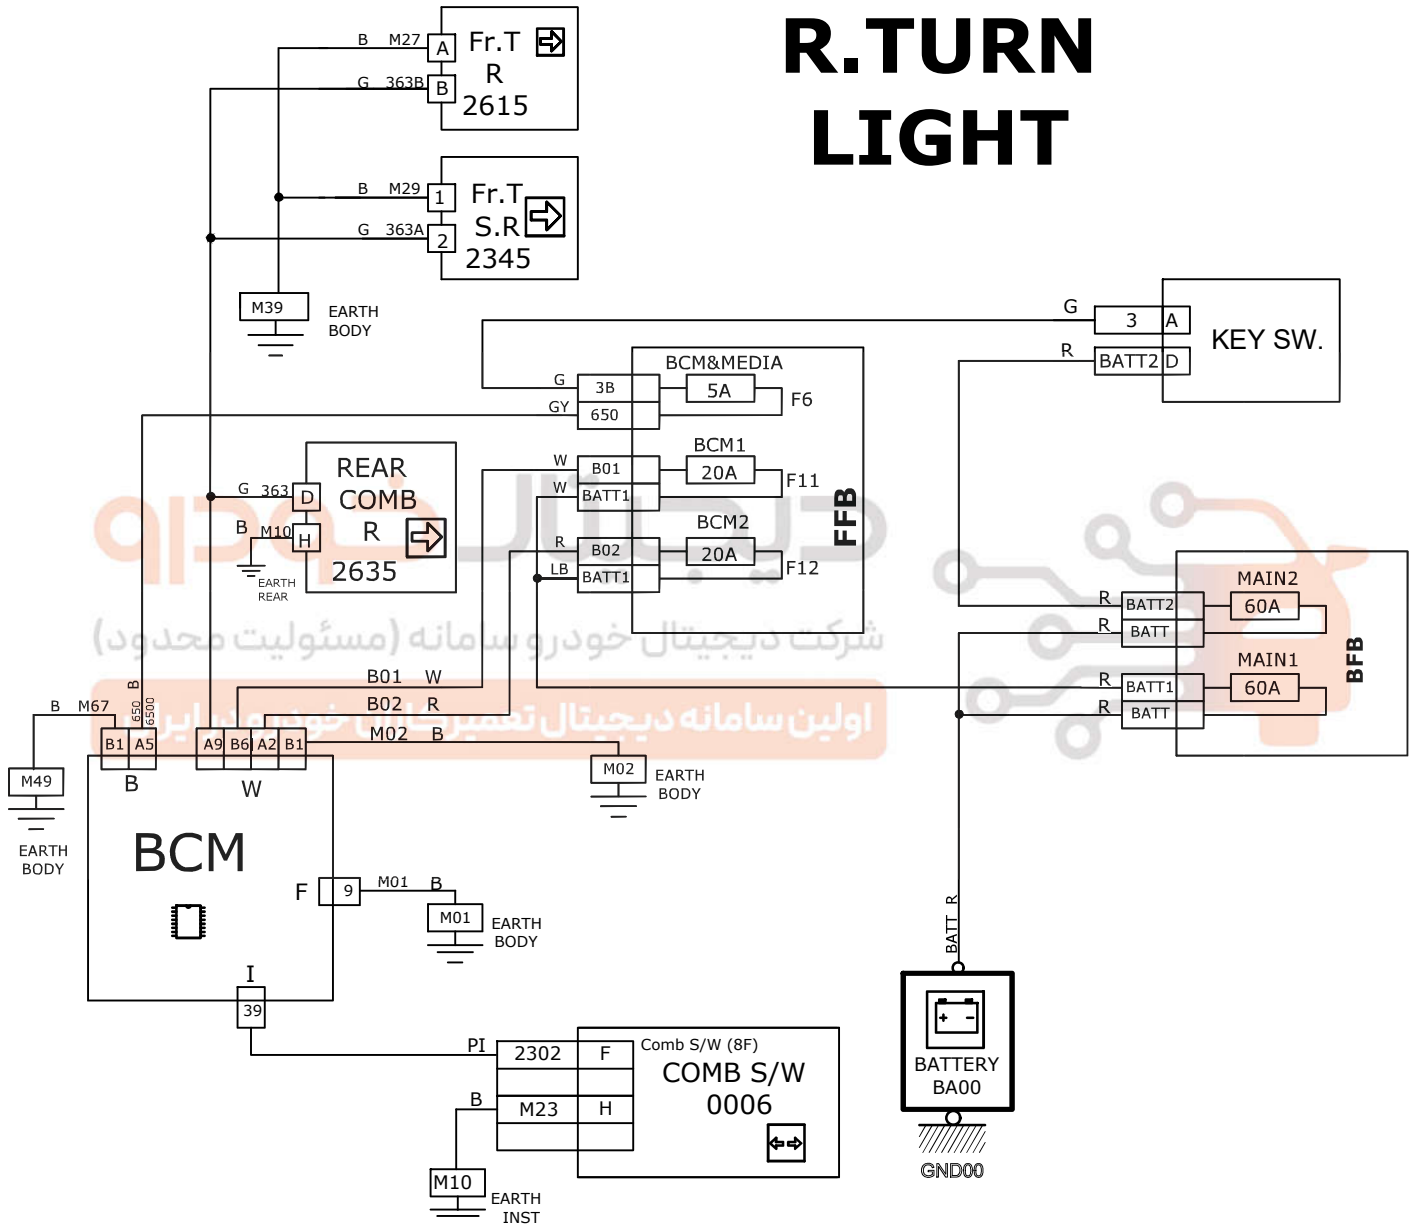 R.TURN
LIGHT
B M27 A
G 363B B
Fr.T
R
2615
B M29 1
G 363A 2
Fr.T
S.R
2345
M39
EARTH
BODY
G 3 A
R BATT2 D
KEY SW.
BCM&MEDIA
G 3B 5A
GY 650 F6
BCM1
W B01 20A
W BATT1 F11
BCM2
R B02 20A
LB BATT1 F12
FFB
REAR
COMB
R
2635
G 363 D
B M10 H
EARTH
REAR
دیجیتال خودرو
شرکت دیجیتال خودرو سامانه (مسئولیت محدود)
اولین سامانه دیجیتال تعمیرکاران خودرو در ایران
MAIN2
R BATT2 60A
R BATT
MAIN1
R BATT1 60A
R BATT
BFB
B01 W
B02 R
M02 B
B M67
650 B
6500
B1 A5 A9 B6 A2 B1
B W
M49
EARTH
BODY
M02
EARTH
BODY
BCM
F 9 M01 B
M01
EARTH
BODY
I
39
BATT R
BATTERY
BA00
GND00
PI 2302 F
B M23 H
Comb S/W (8F)
COMB S/W
0006
M10
EARTH
INST